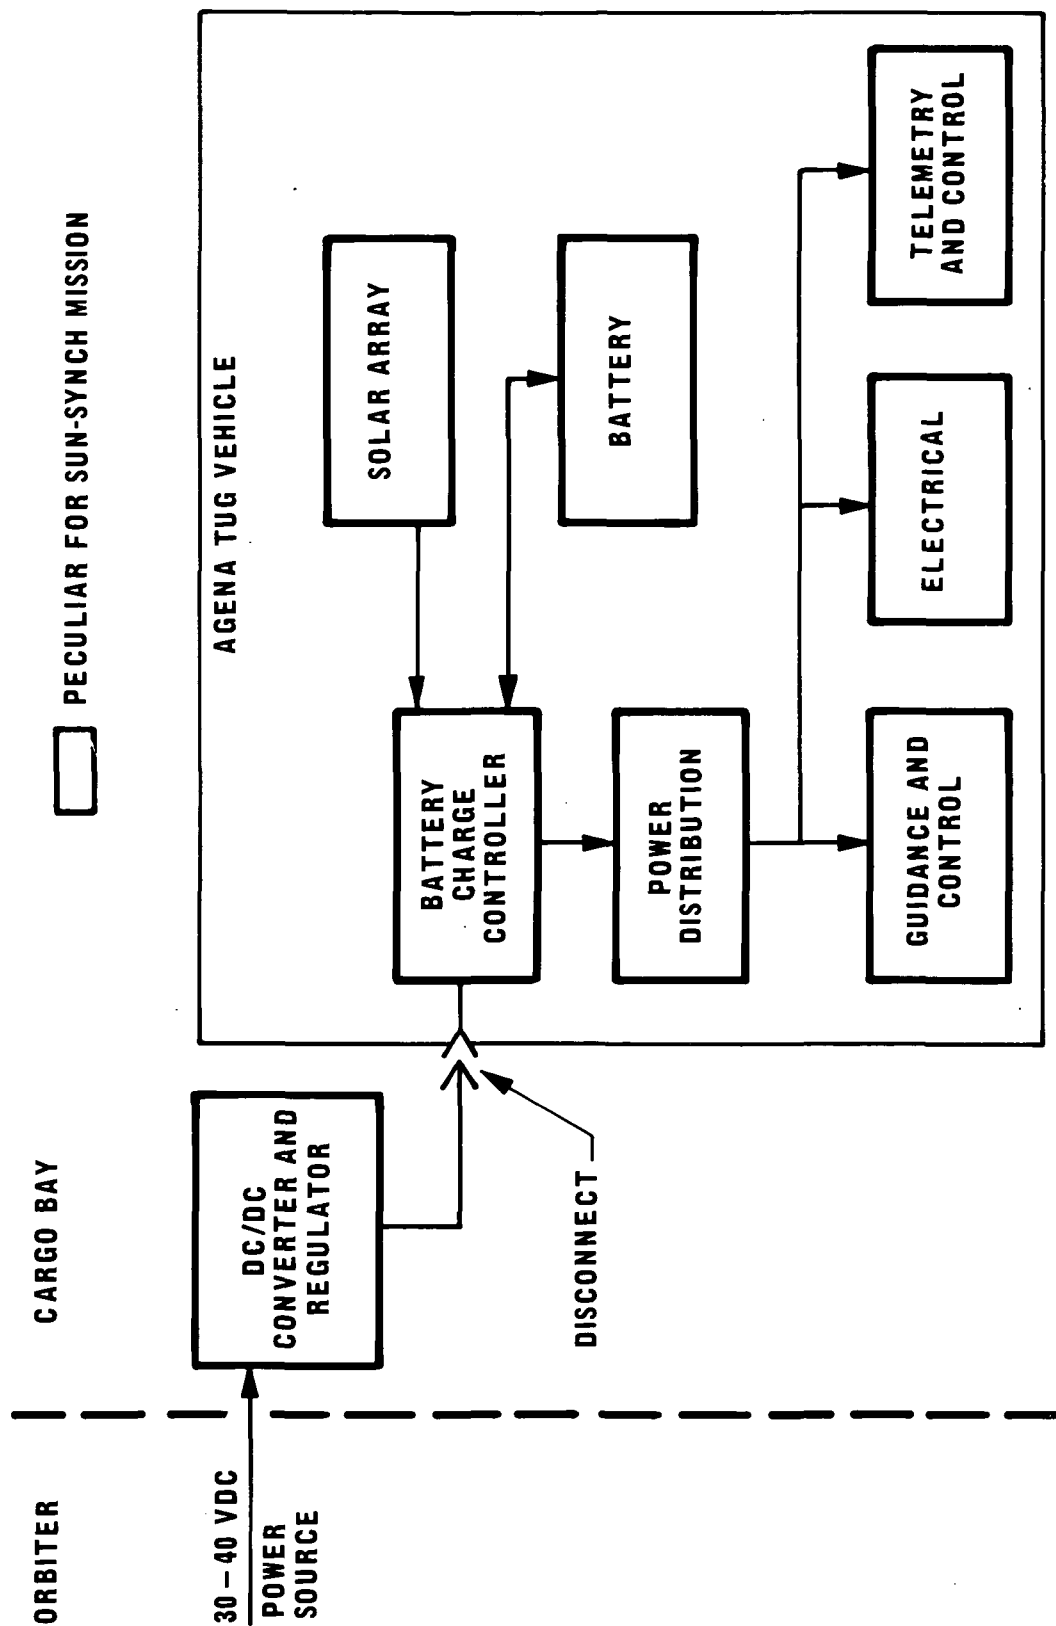 PECULIAR FOR SUN-SYNCH MISSION
ORBITER
CARGO BAY
AGENA TUG VEHICLE
30–40 VDC
POWER
SOURCE
DC/DC
CONVERTER AND
REGULATOR
DISCONNECT
BATTERY
CHARGE
CONTROLLER
SOLAR ARRAY
BATTERY
POWER
DISTRIBUTION
GUIDANCE AND
CONTROL
ELECTRICAL
TELEMETRY
AND CONTROL